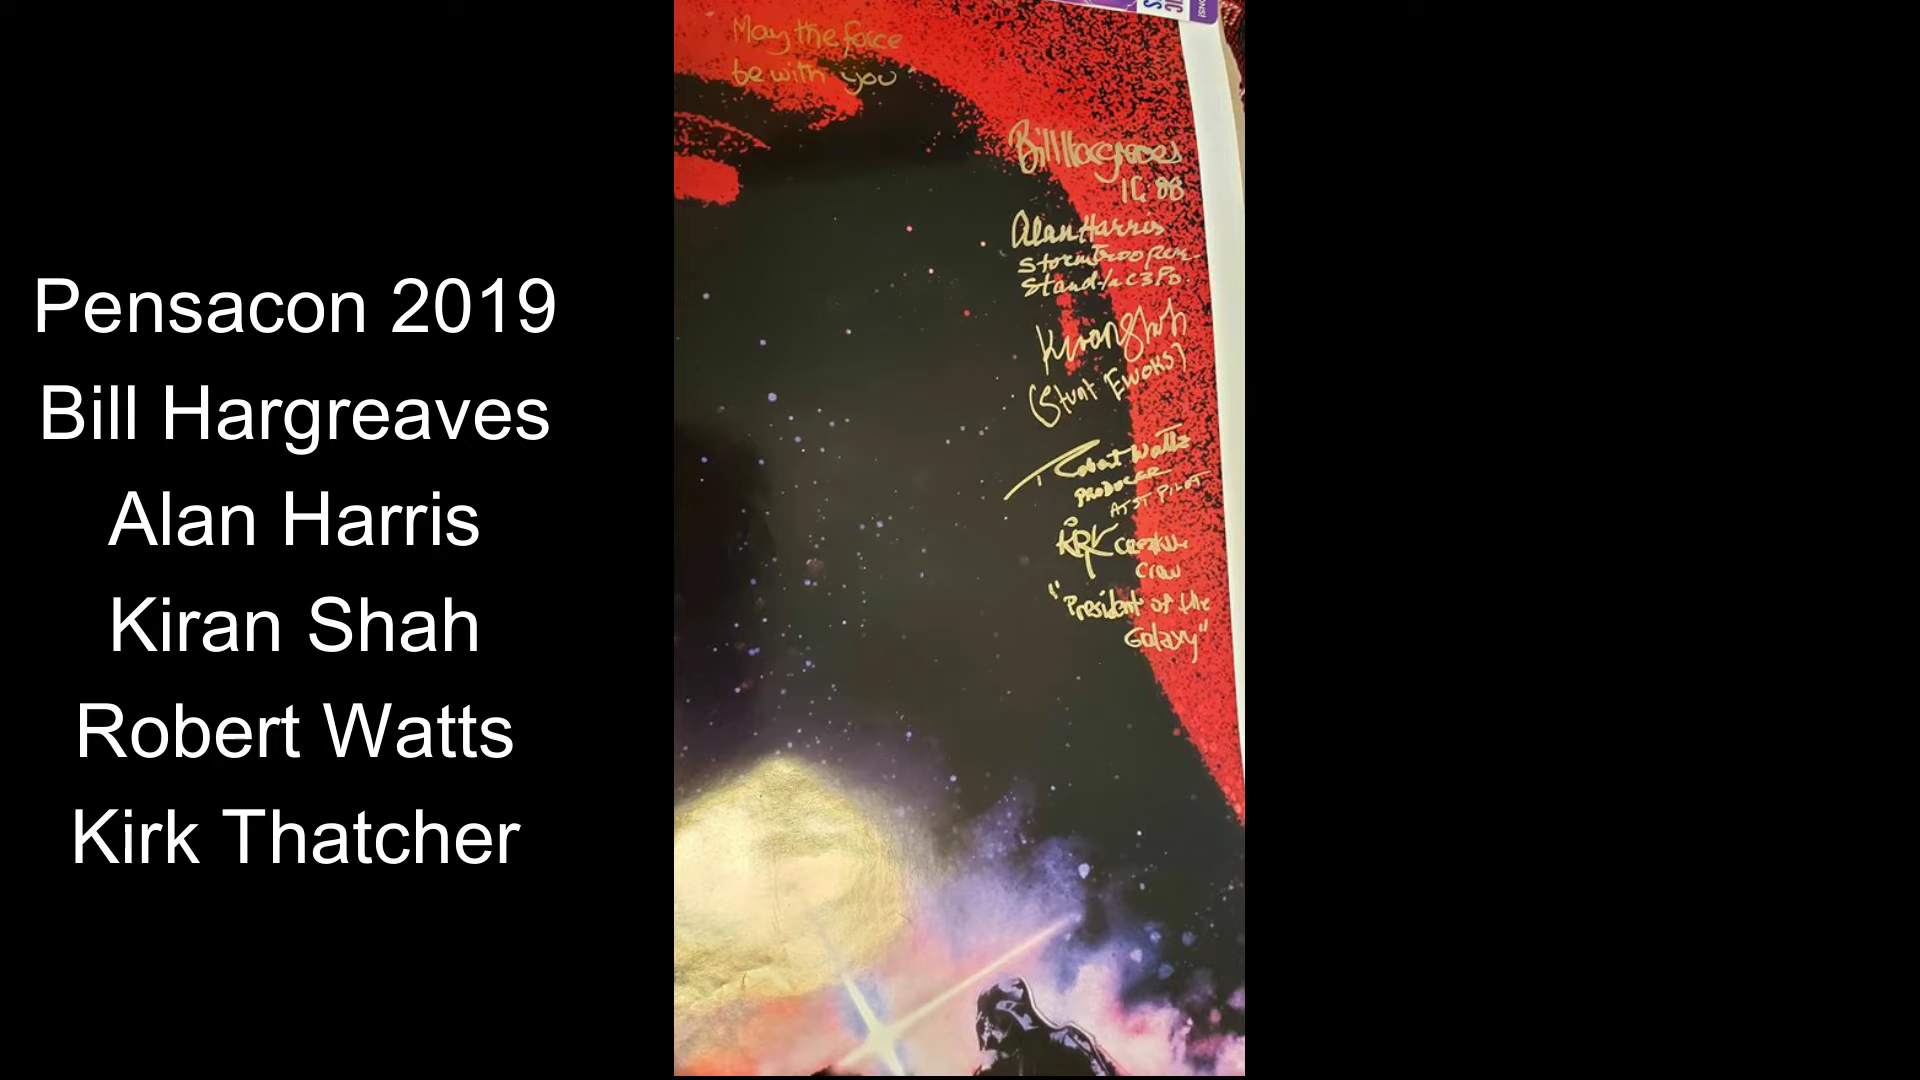 Pensacon 2019
Bill Hargreaves
Alan Harris
Kiran Shah
Robert Watts
Kirk Thatcher
May the force
be with you
Bill Hargreaves
IG 88
Alan Harris
Stormtrooper
Stand-in C3PO
Kiran Shah
(Stunt Ewoks)
Robert Watts
PRODUCER
ATST PILOT
KIRK Creature
Crew
"President of the
Galaxy"